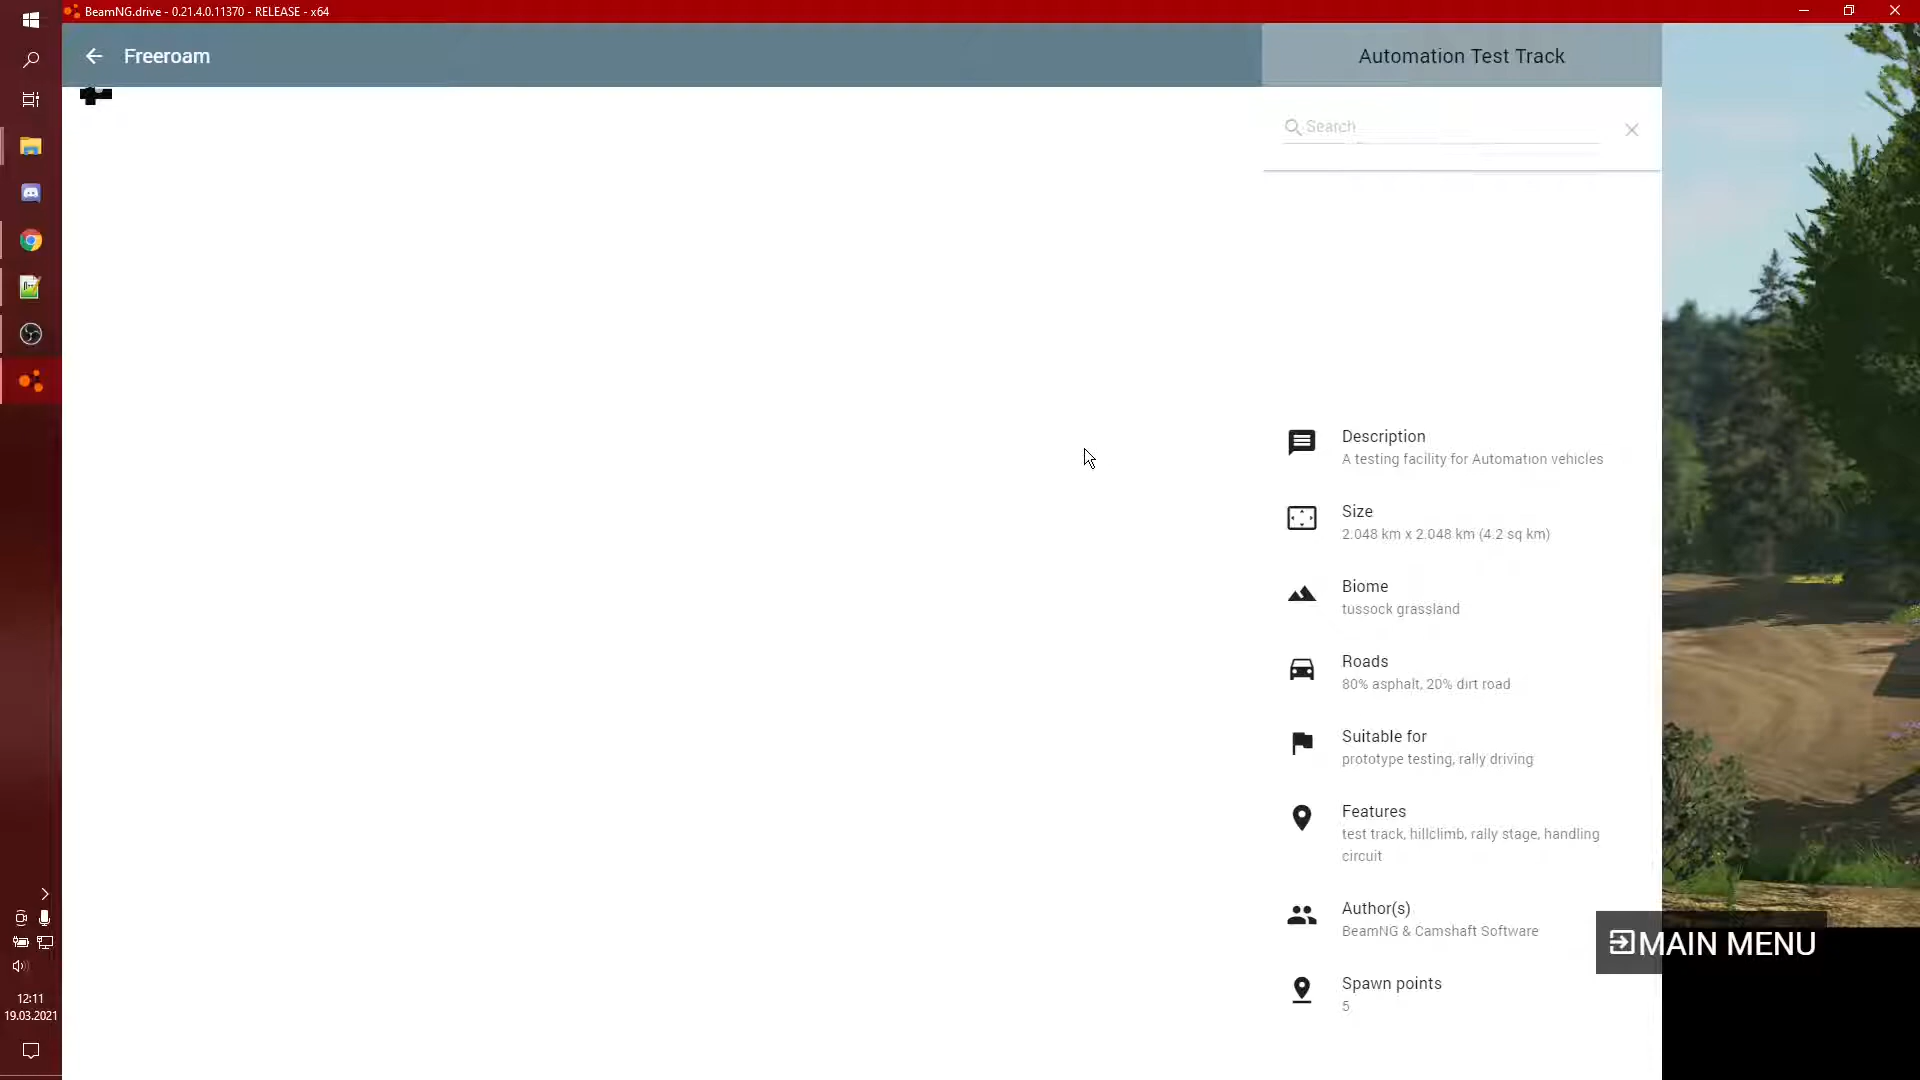 BeamNG.drive - 0.21.4.0.11370 - RELEASE - x64
Freeroam
Automation Test Track
Search
Description
A testing facility for Automation vehicles
Size
2.048 km x 2.048 km (4.2 sq km)
Biome
tussock grassland
Roads
80% asphalt, 20% dirt road
Suitable for
prototype testing, rally driving
Features
test track, hillclimb, rally stage, handling
circuit
Author(s)
BeamNG & Camshaft Software
MAIN MENU
Spawn points
5
12:11
19.03.2021